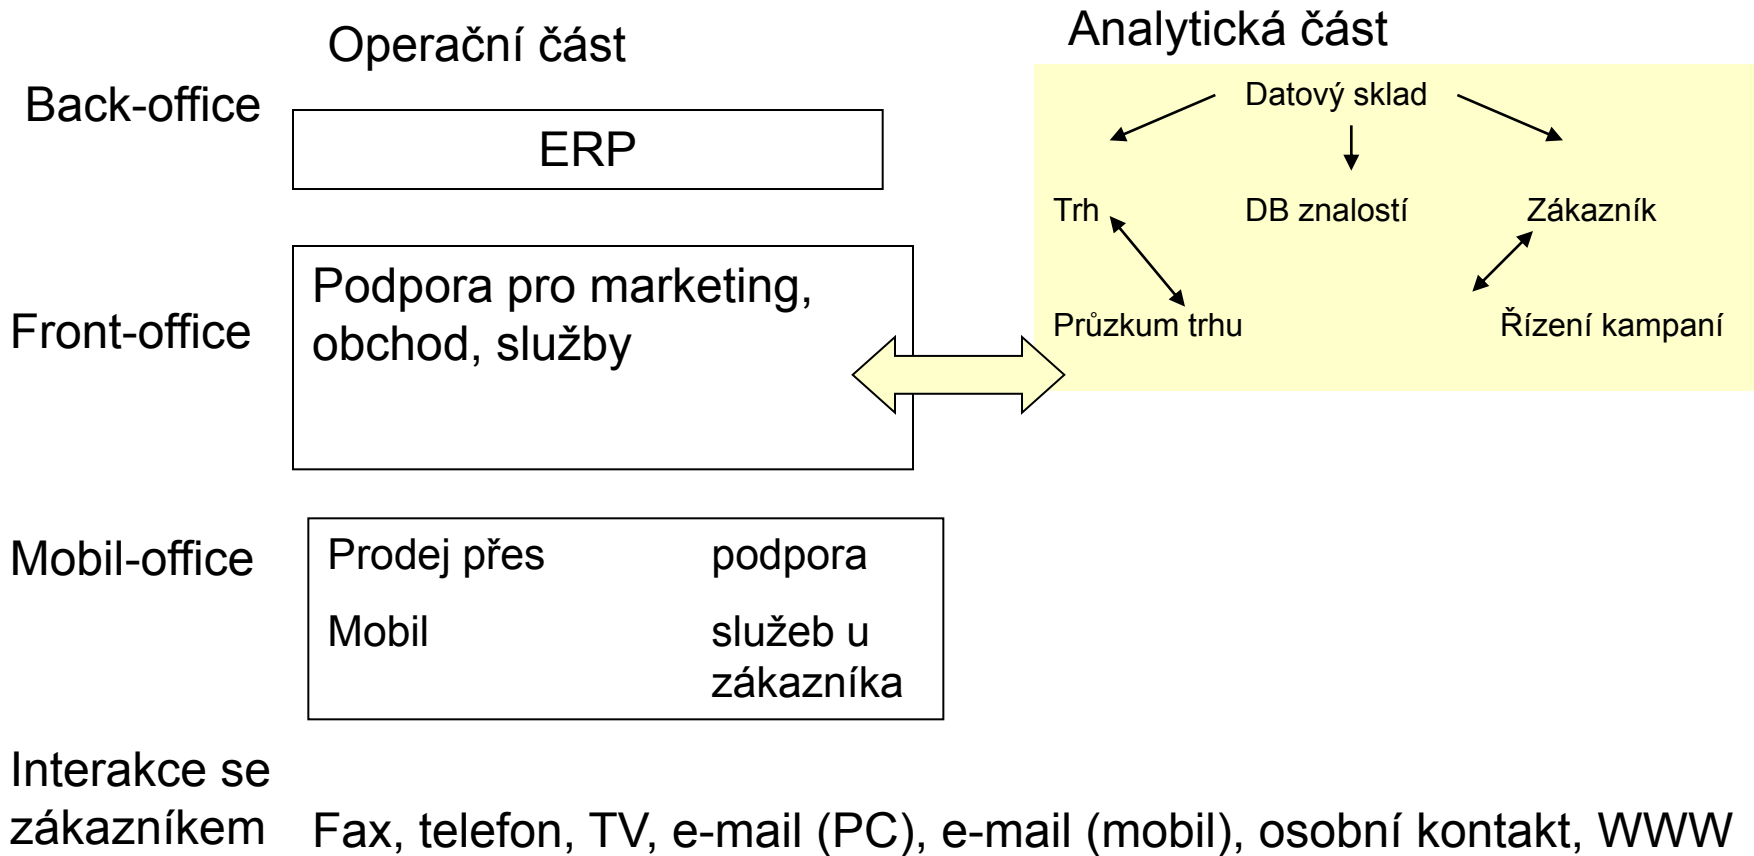 Operační část
Analytická část
Back-office
ERP
Datový sklad
Trh
DB znalostí
Zákazník
Front-office
Podpora pro marketing,
obchod, služby
Průzkum trhu
Řízení kampaní
Mobil-office
Prodej přes
podpora
Mobil
služeb u
zákazníka
Interakce se
zákazníkem
Fax, telefon, TV, e-mail (PC), e-mail (mobil), osobní kontakt, WWW